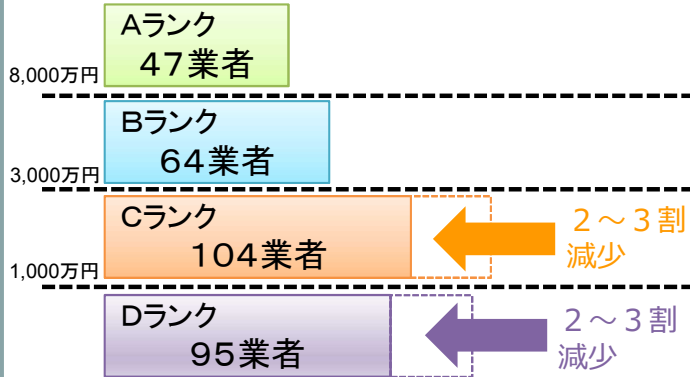 Aランク
47業者
8,000万円
Bランク
64業者
3,000万円
Cランク
104業者
2~3割
減少
1,000万円
Dランク
95業者
2~3割
減少